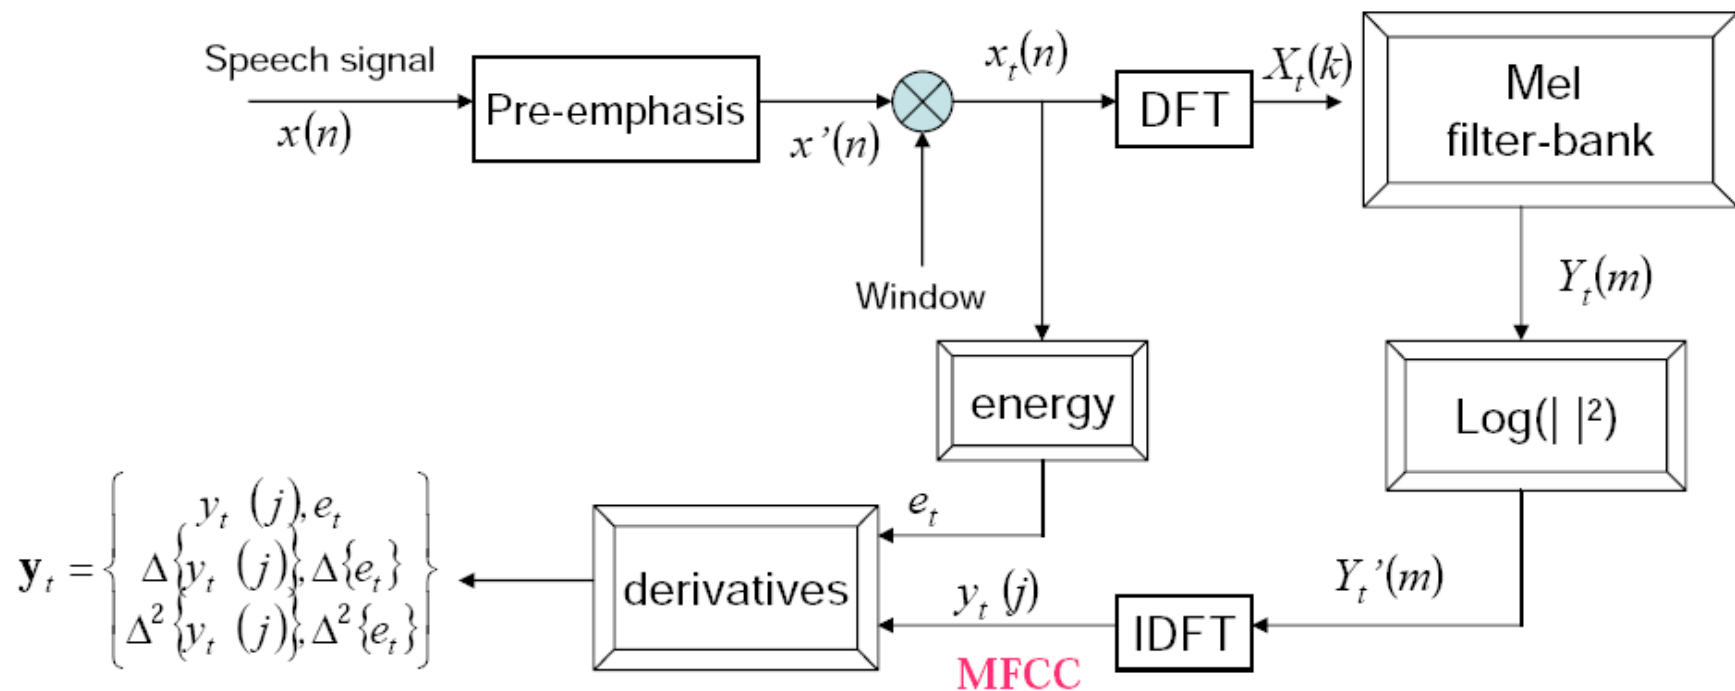 Speech signal
x(n)
Pre-emphasis
x’(n)
Window
x_t(n)
DFT
X_t(k)
Mel
filter-bank
Y_t(m)
Log(| |²)
Y_t’(m)
IDFT
y_t (j)
MFCC
energy
e_t
derivatives
y_t = { y_t (j), e_t
Δ{y_t (j)}, Δ{e_t}
Δ²{y_t (j)}, Δ²{e_t} }